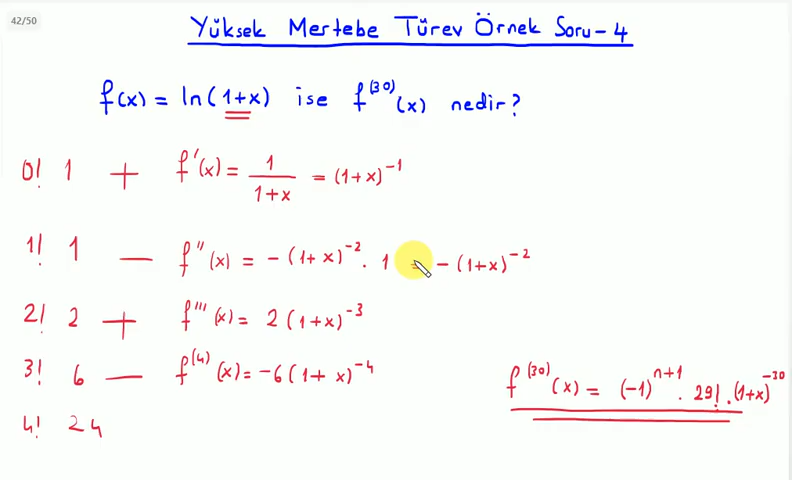 42/50
Yüksek Mertebe Türev Örnek Soru-4
f(x) = ln(1+x) ise f⁽³⁰⁾(x) nedir?
0! 1 + f'(x) = 1/(1+x) = (1+x)⁻¹
1! 1 — f''(x) = -(1+x)⁻² . 1 = -(1+x)⁻²
2! 2 + f'''(x) = 2(1+x)⁻³
3! 6 — f⁽⁴⁾(x) = -6(1+x)⁻⁴
f⁽³⁰⁾(x) = (-1)ⁿ⁺¹ . 29! . (1+x)⁻³⁰
4! 24